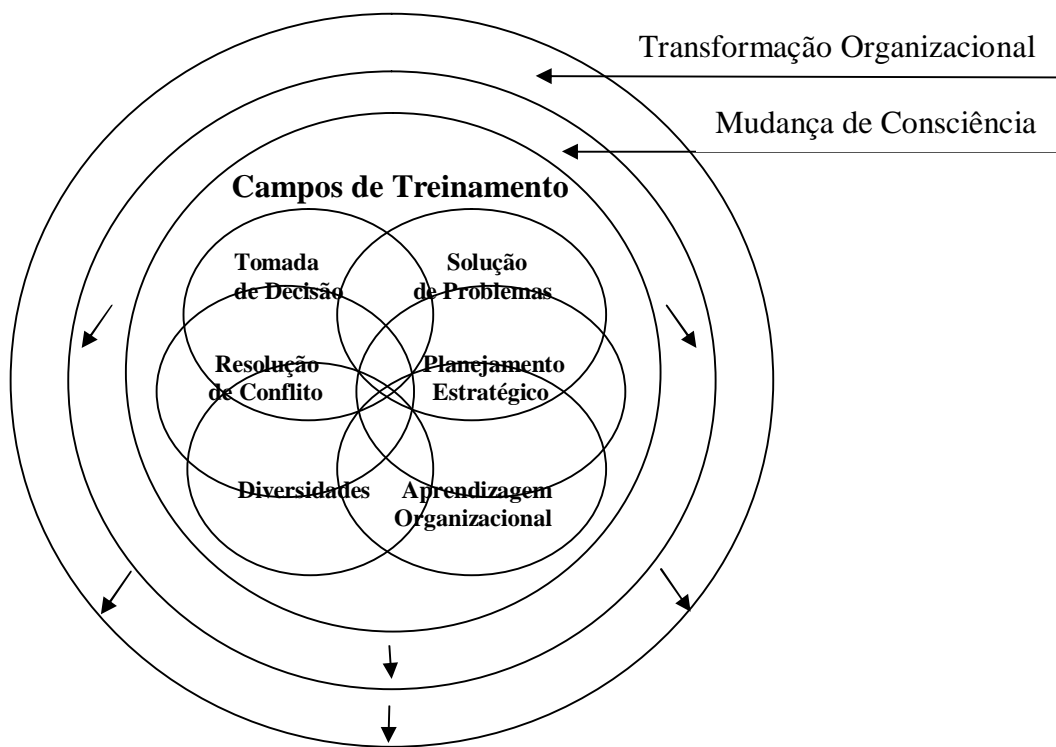 Transformação Organizacional
Mudança de Consciência
Campos de Treinamento
Tomada
de Decisão
Solução
de Problemas
Resolução
de Conflito
Planejamento
Estratégico
Diversidades
Aprendizagem
Organizacional